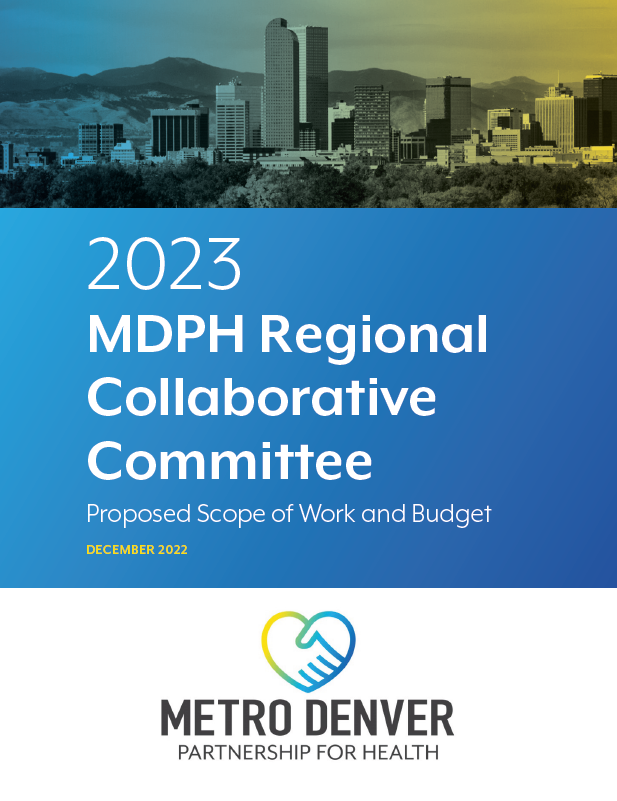 2023
MDPH Regional
Collaborative
Committee
Proposed Scope of Work and Budget
DECEMBER 2022
METRO DENVER
PARTNERSHIP FOR HEALTH